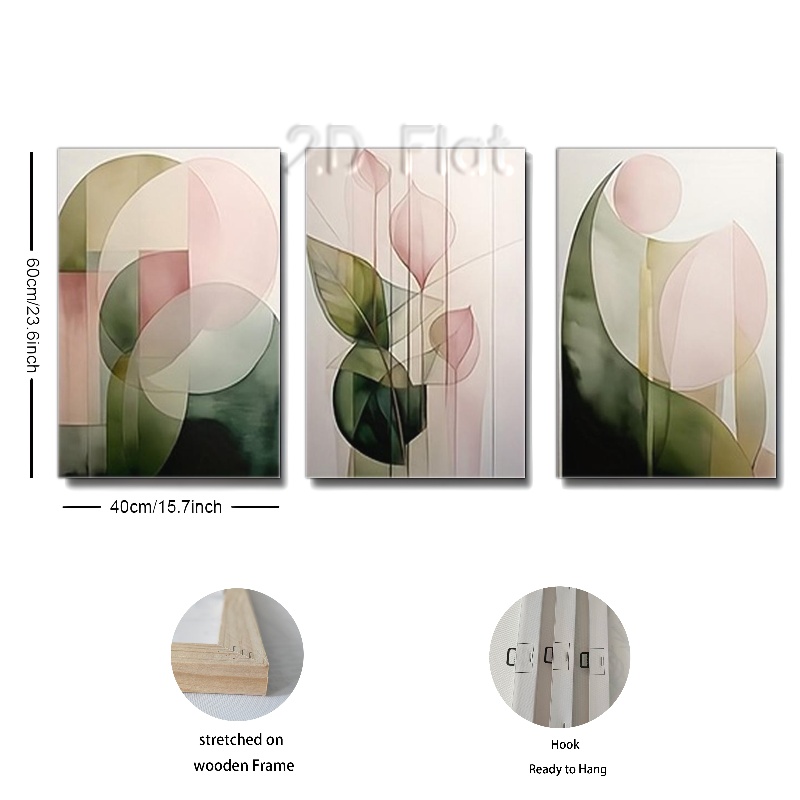 2D Flat
60cm/23.6inch
40cm/15.7inch
stretched on
wooden Frame
Hook
Ready to Hang